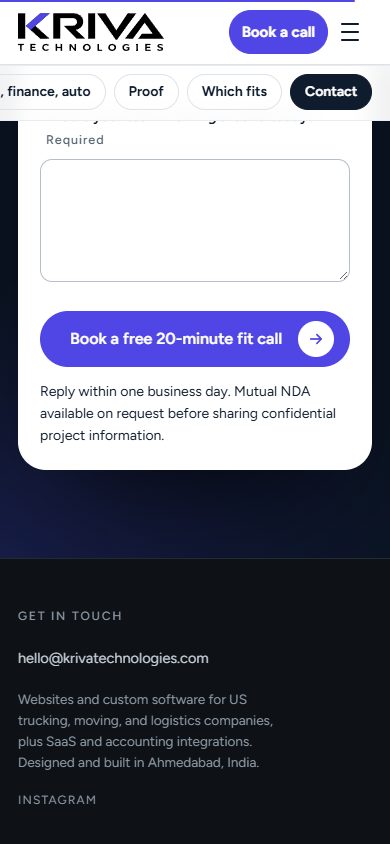 KRIVA
TECHNOLOGIES
Book a call
, finance, auto
Proof
Which fits
Contact
Required
Book a free 20-minute fit call
Reply within one business day. Mutual NDA
available on request before sharing confidential
project information.
GET IN TOUCH
hello@krivatechnologies.com
Websites and custom software for US
trucking, moving, and logistics companies,
plus SaaS and accounting integrations.
Designed and built in Ahmedabad, India.
INSTAGRAM